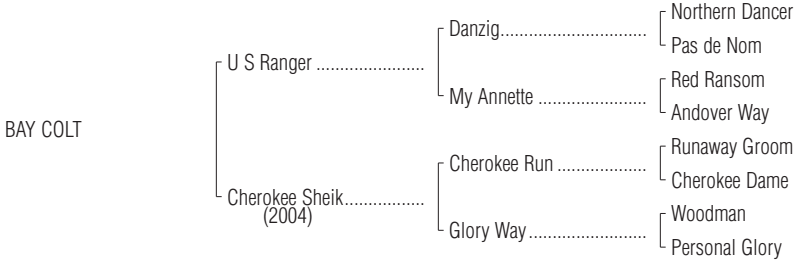 Northern Dancer
Danzig..............................
Pas de Nom
U S Ranger ......................
Red Ransom
My Annette ......................
Andover Way
BAY COLT
Runaway Groom
Cherokee Run ..................
Cherokee Dame
Cherokee Sheik.................
(2004)
Woodman
Glory Way.........................
Personal Glory